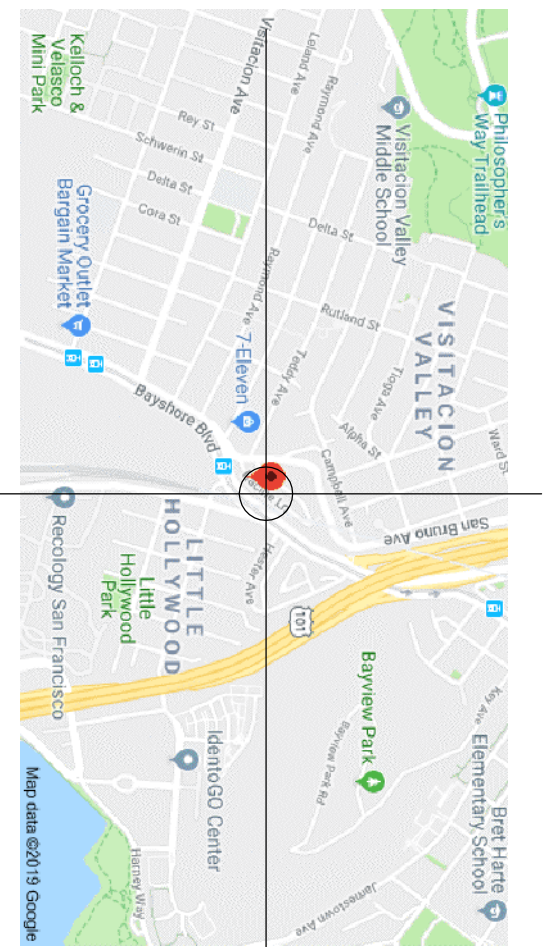 Kelloch &
Velasco
Mini Park
Visitacion Ave
Leland Ave
Raymond Ave
Philosopher's
Way Trailhead
Visitacion Valley
Middle School
Rey St
Schwerin St
Delta St
Cora St
Delta St
Grocery Outlet
Bargain Market
Raymond Ave
Rutland St
VISITACION
VALLEY
7-Eleven
Teddy Ave
Tioga Ave
Bayshore Blvd
Alpha St
Ward St
Campbell Ave
San Bruno Ave
Hester Ave
LITTLE
HOLLYWOOD
Little
Hollywood
Park
Recology San Francisco
101
Bayview Park
Bayview Park Rd
Key Ave
Bret Harte
Elementary School
IdentoGO Center
Harney Way
Jamestown Ave
Map data ©2019 Google